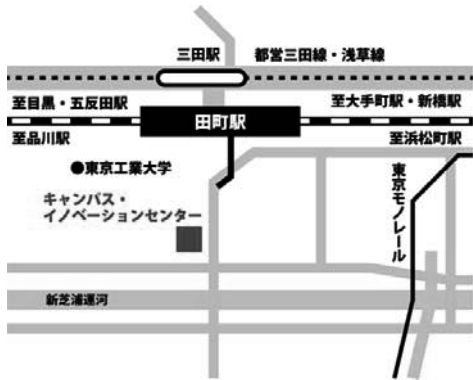 三田駅
都営三田線・浅草線
至目黒・五反田駅
至大手町・新橋駅
田町駅
至品川駅
至浜松町駅
●東京工業大学
キャンパス・
イノベーションセンター
東京モノレール
新芝浦運河